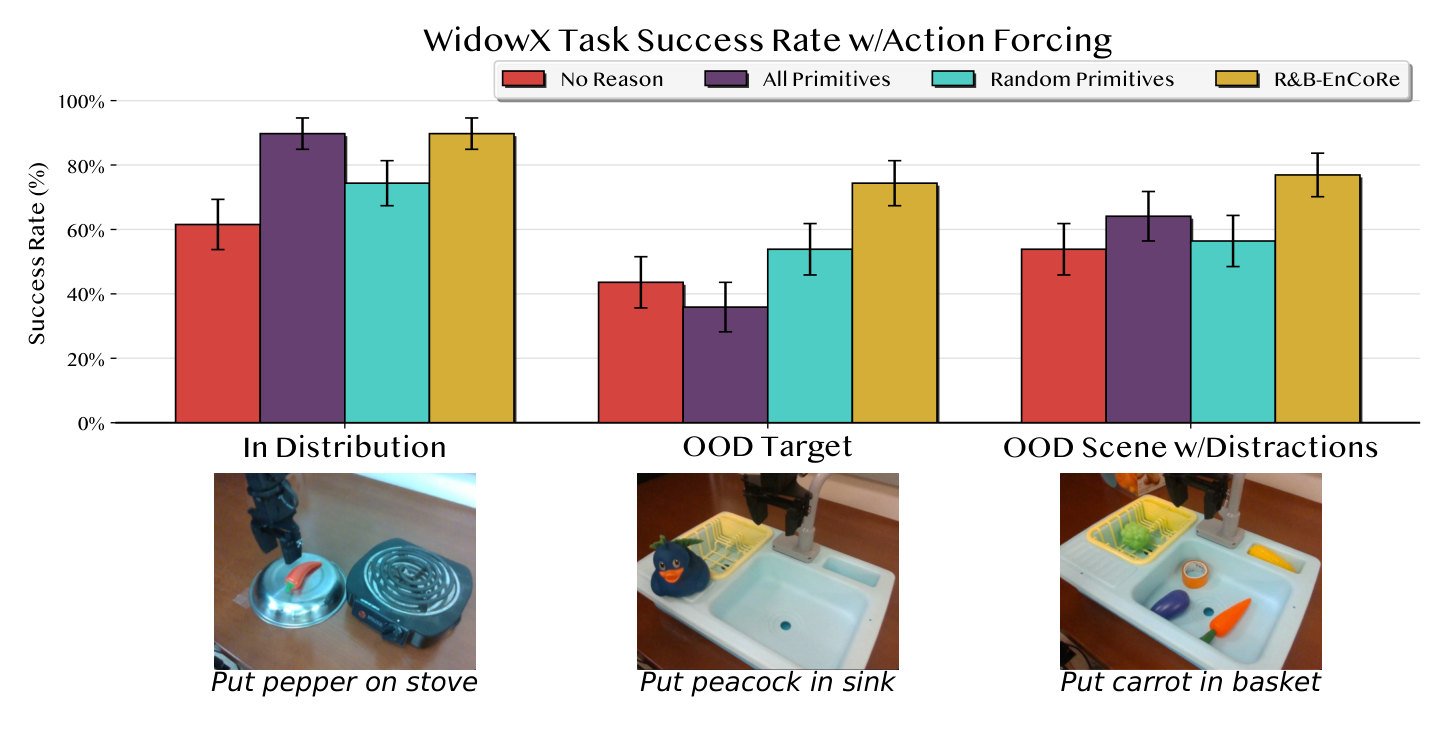 WidowX Task Success Rate w/Action Forcing
No Reason All Primitives Random Primitives R&B-EnCoRe
100%
80%
60%
40%
20%
0%
Success Rate (%)
In Distribution OOD Target OOD Scene w/Distractions
Put pepper on stove Put peacock in sink Put carrot in basket